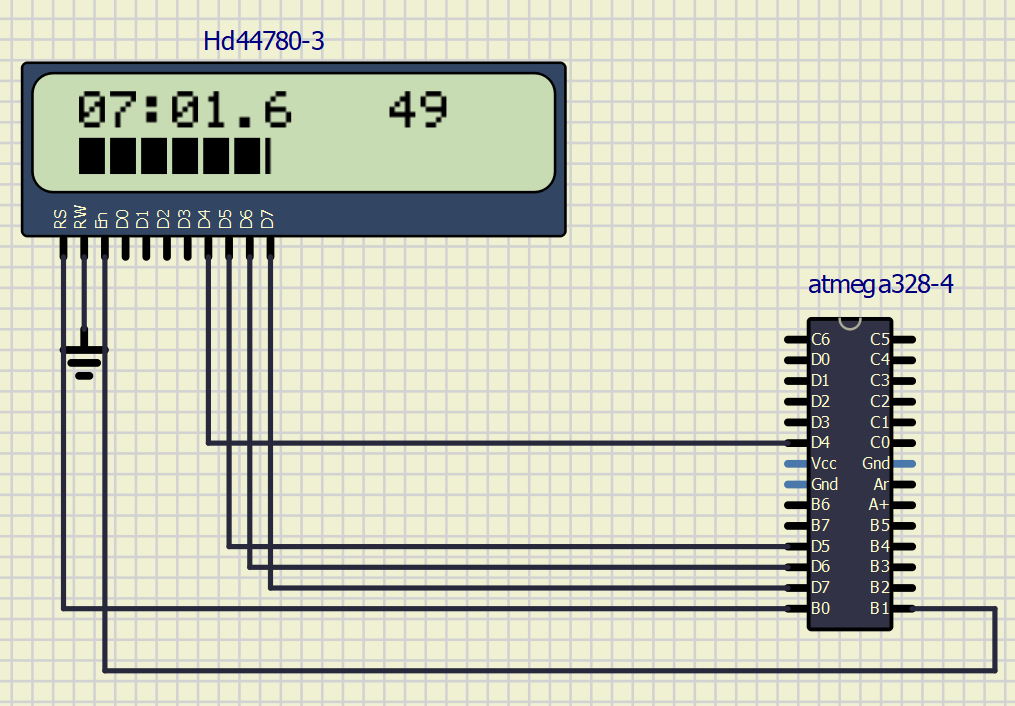 Hd44780-3
07:01.6 49
RS RW En D0 D1 D2 D3 D4 D5 D6 D7
atmega328-4
C6 C5
D0 C4
D1 C3
D2 C2
D3 C1
D4 C0
Vcc Gnd
Gnd Ar
B6 A+
B7 B5
D5 B4
D6 B3
D7 B2
B0 B1